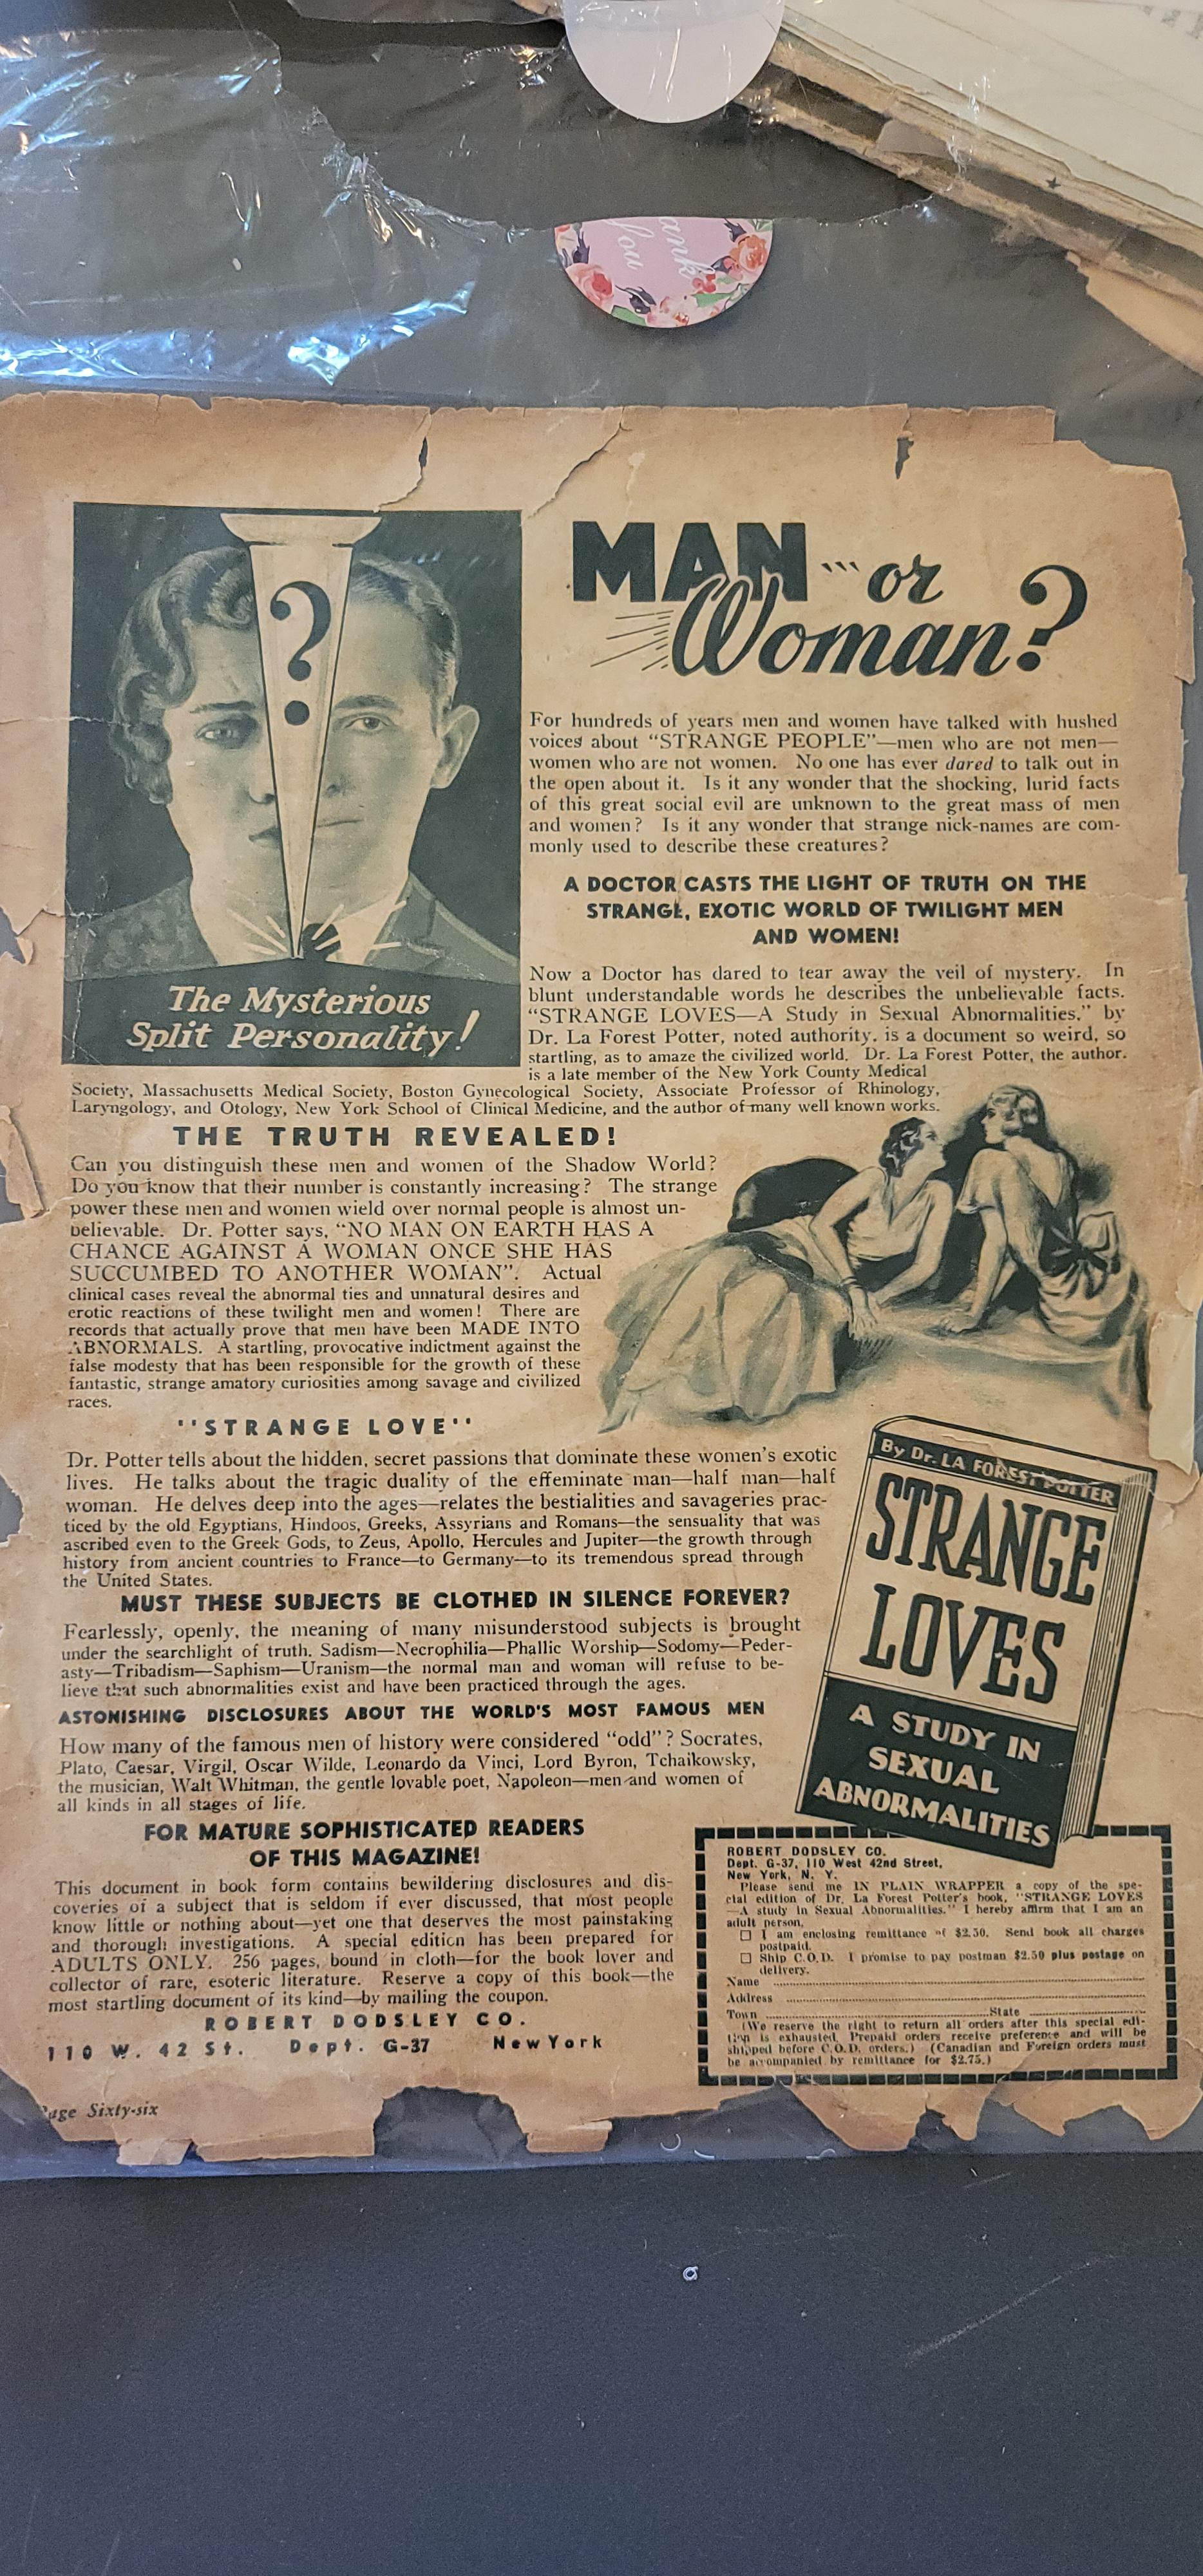 ank
you
?
MAN ... or
Woman?
The Mysterious
Split Personality!
For hundreds of years men and women have talked with hushed
voices about “STRANGE PEOPLE”—men who are not men—
women who are not women. No one has ever dared to talk out in
the open about it. Is it any wonder that the shocking, lurid facts
of this great social evil are unknown to the great mass of men
and women? Is it any wonder that strange nick-names are com-
monly used to describe these creatures?
A DOCTOR CASTS THE LIGHT OF TRUTH ON THE
STRANGE, EXOTIC WORLD OF TWILIGHT MEN
AND WOMEN!
Now a Doctor has dared to tear away the veil of mystery. In
blunt understandable words he describes the unbelievable facts.
“STRANGE LOVES—A Study in Sexual Abnormalities,” by
Dr. La Forest Potter, noted authority, is a document so weird, so
startling, as to amaze the civilized world. Dr. La Forest Potter, the author.
is a late member of the New York County Medical
Society, Massachusetts Medical Society, Boston Gynecological Society, Associate Professor of Rhinology,
Laryngology, and Otology, New York School of Clinical Medicine, and the author of many well known works.
THE TRUTH REVEALED!
Can you distinguish these men and women of the Shadow World?
Do you know that their number is constantly increasing? The strange
power these men and women wield over normal people is almost un-
believable. Dr. Potter says, “NO MAN ON EARTH HAS A
CHANCE AGAINST A WOMAN ONCE SHE HAS
SUCCUMBED TO ANOTHER WOMAN”. Actual
clinical cases reveal the abnormal ties and unnatural desires and
erotic reactions of these twilight men and women! There are
records that actually prove that men have been MADE INTO
ABNORMALS. A startling, provocative indictment against the
false modesty that has been responsible for the growth of these
fantastic, strange amatory curiosities among savage and civilized
races.
"STRANGE LOVE"
Dr. Potter tells about the hidden, secret passions that dominate these women's exotic
lives. He talks about the tragic duality of the effeminate man—half man—half
woman. He delves deep into the ages—relates the bestialities and savageries prac-
ticed by the old Egyptians, Hindoos, Greeks, Assyrians and Romans—the sensuality that was
ascribed even to the Greek Gods, to Zeus, Apollo, Hercules and Jupiter—the growth through
history from ancient countries to France—to Germany—to its tremendous spread through
the United States.
MUST THESE SUBJECTS BE CLOTHED IN SILENCE FOREVER?
Fearlessly, openly, the meaning of many misunderstood subjects is brought
under the searchlight of truth. Sadism—Necrophilia—Phallic Worship—Sodomy—Peder-
asty—Tribadism—Saphism—Uranism—the normal man and woman will refuse to be-
lieve that such abnormalities exist and have been practiced through the ages.
ASTONISHING DISCLOSURES ABOUT THE WORLD'S MOST FAMOUS MEN
How many of the famous men of history were considered “odd”? Socrates,
Plato, Caesar, Virgil, Oscar Wilde, Leonardo da Vinci, Lord Byron, Tchaikowsky,
the musician, Walt Whitman, the gentle lovable poet, Napoleon—men and women of
all kinds in all stages of life.
FOR MATURE SOPHISTICATED READERS
OF THIS MAGAZINE!
This document in book form contains bewildering disclosures and dis-
coveries of a subject that is seldom if ever discussed, that most people
know little or nothing about—yet one that deserves the most painstaking
and thorough investigations. A special edition has been prepared for
ADULTS ONLY. 256 pages, bound in cloth—for the book lover and
collector of rare, esoteric literature. Reserve a copy of this book—the
most startling document of its kind—by mailing the coupon.
ROBERT DODSLEY CO.
110 W. 42 St. Dept. G-37 New York
By Dr. LA FOREST POTTER
STRANGE
LOVES
A STUDY IN
SEXUAL
ABNORMALITIES
ROBERT DODSLEY CO.
Dept. G-37, 110 West 42nd Street,
New York, N. Y.
Please send me IN PLAIN WRAPPER a copy of the spe-
cial edition of Dr. La Forest Potter's book, "STRANGE LOVES
—A study in Sexual Abnormalities." I hereby affirm that I am an
adult person.
☐ I am enclosing remittance of $2.50. Send book all charges
postpaid.
☐ Ship C.O.D. I promise to pay postman $2.50 plus postage on
delivery.
Name
Address
Town State
(We reserve the right to return all orders after this special edi-
tion is exhausted. Prepaid orders receive preference and will be
shipped before C.O.D. orders.) (Canadian and Foreign orders must
be accompanied by remittance for $2.75.)
Page Sixty-six